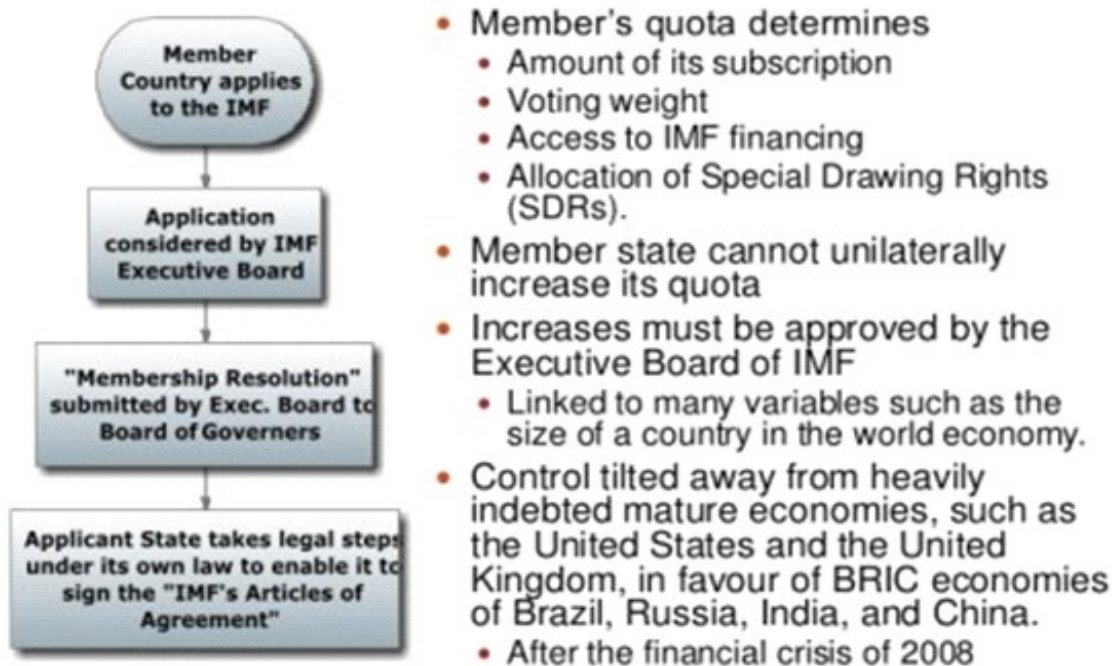 Member
Country applies
to the IMF
Application
considered by IMF
Executive Board
"Membership Resolution"
submitted by Exec. Board to
Board of Governers
Applicant State takes legal steps
under its own law to enable it to
sign the "IMF's Articles of
Agreement"
• Member's quota determines
• Amount of its subscription
• Voting weight
• Access to IMF financing
• Allocation of Special Drawing Rights
(SDRs).
• Member state cannot unilaterally
increase its quota
• Increases must be approved by the
Executive Board of IMF
• Linked to many variables such as the
size of a country in the world economy.
• Control tilted away from heavily
indebted mature economies, such as
the United States and the United
Kingdom, in favour of BRIC economies
of Brazil, Russia, India, and China.
• After the financial crisis of 2008